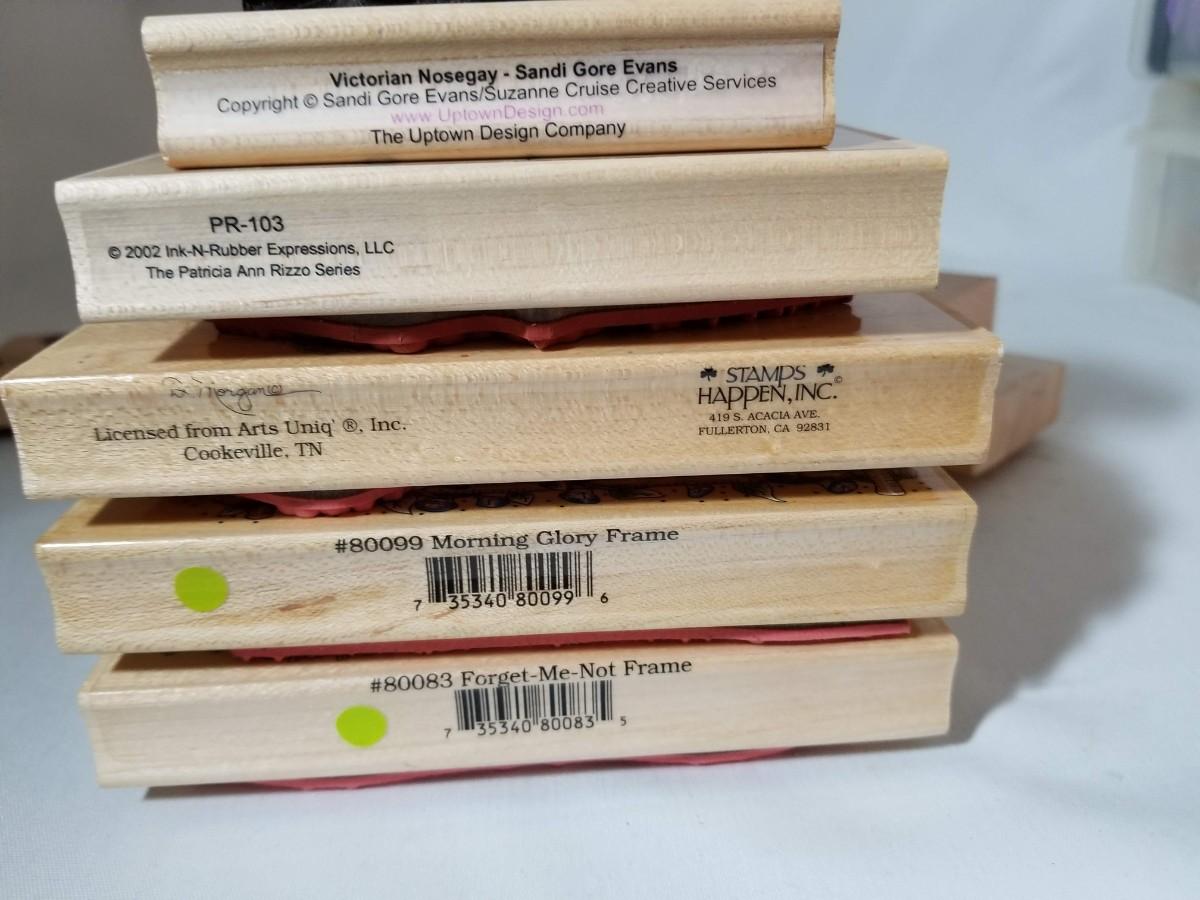 Victorian Nosegay - Sandi Gore Evans
Copyright © Sandi Gore Evans/Suzanne Cruise Creative Services
www.UptownDesign.com
The Uptown Design Company
PR-103
© 2002 Ink-N-Rubber Expressions, LLC
The Patricia Ann Rizzo Series
D. Morgan©
Licensed from Arts Uniq' ®, Inc.
Cookeville, TN
STAMPS
HAPPEN, INC.©
419 S. ACACIA AVE.
FULLERTON, CA 92831
#80099 Morning Glory Frame
7 35340 80099 6
#80083 Forget-Me-Not Frame
7 35340 80083 5